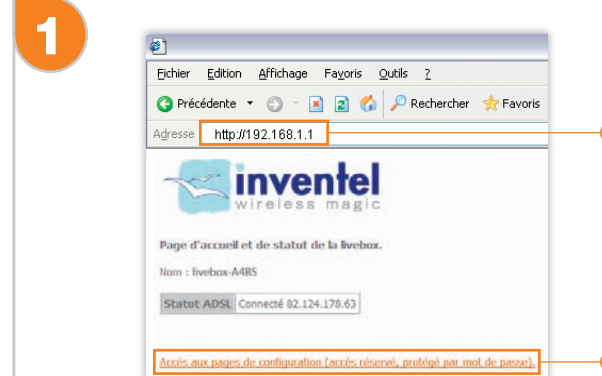 1
Fichier Edition Affichage Favoris Outils ?
Précédente Rechercher Favoris
Adresse http://192.168.1.1
inventel
wireless magic
Page d'accueil et de statut de la livebox.
Nom : livebox-A4B5
Statut ADSL Connecté 82.124.178.63
Accès aux pages de configuration (accès réservé, protégé par mot de passe).